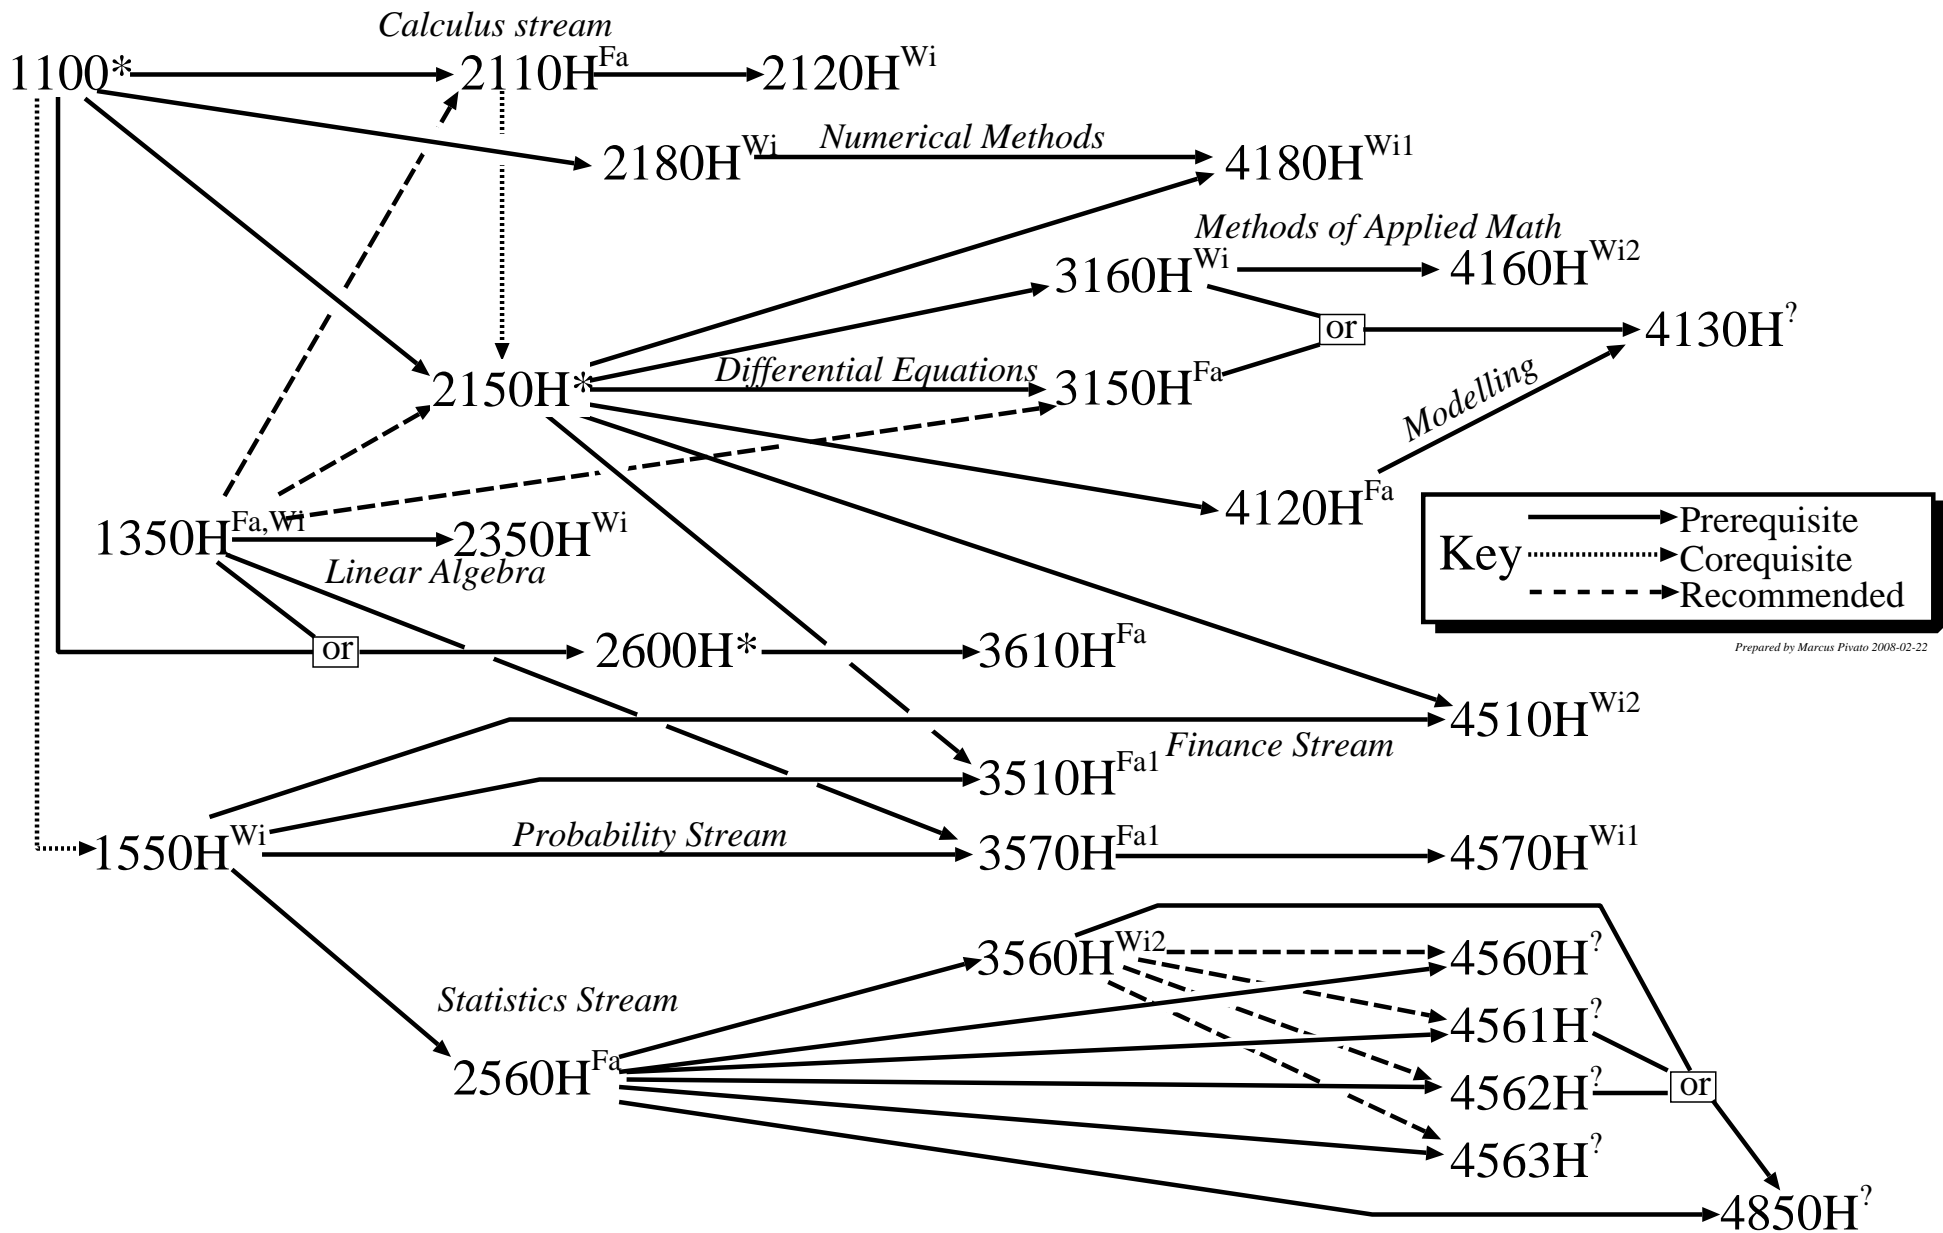 Calculus stream
1100* 2110H^Fa 2120H^Wi
2180H^Wi Numerical Methods 4180H^Wi1
Methods of Applied Math
3160H^Wi 4160H^Wi2
or 4130H^?
2150H* Differential Equations 3150H^Fa
Modelling
4120H^Fa
1350H^Fa,Wi 2350H^Wi
Linear Algebra
Key
Prerequisite
Corequisite
Recommended
Prepared by Marcus Pivato 2008-02-22
or 2600H* 3610H^Fa
4510H^Wi2
Finance Stream
3510H^Fa1
1550H^Wi Probability Stream 3570H^Fa1 4570H^Wi1
3560H^Wi2 4560H^?
Statistics Stream
4561H^?
2560H^Fa 4562H^? or
4563H^?
4850H^?